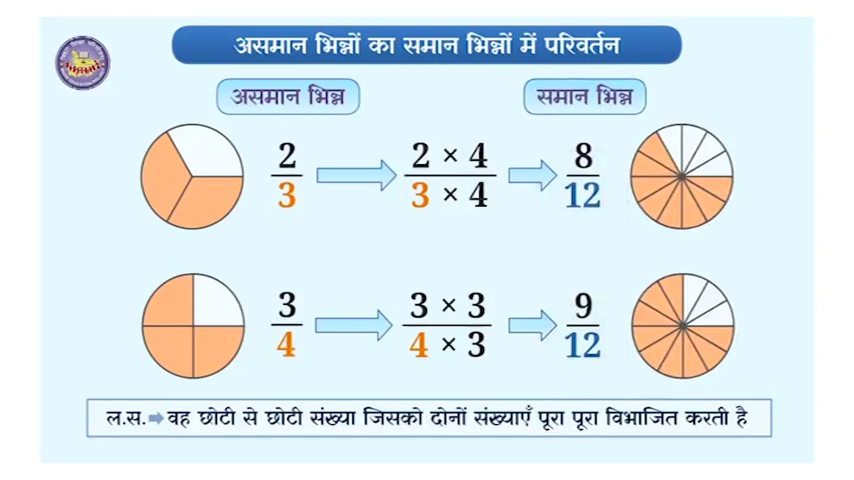 असमान भिन्नों का समान भिन्नों में परिवर्तन
असमान भिन्न
समान भिन्न
2/3 → 2 × 4/3 × 4 → 8/12
3/4 → 3 × 3/4 × 3 → 9/12
ल.स. ➡ वह छोटी से छोटी संख्या जिसको दोनों संख्याएँ पूरा पूरा विभाजित करती है